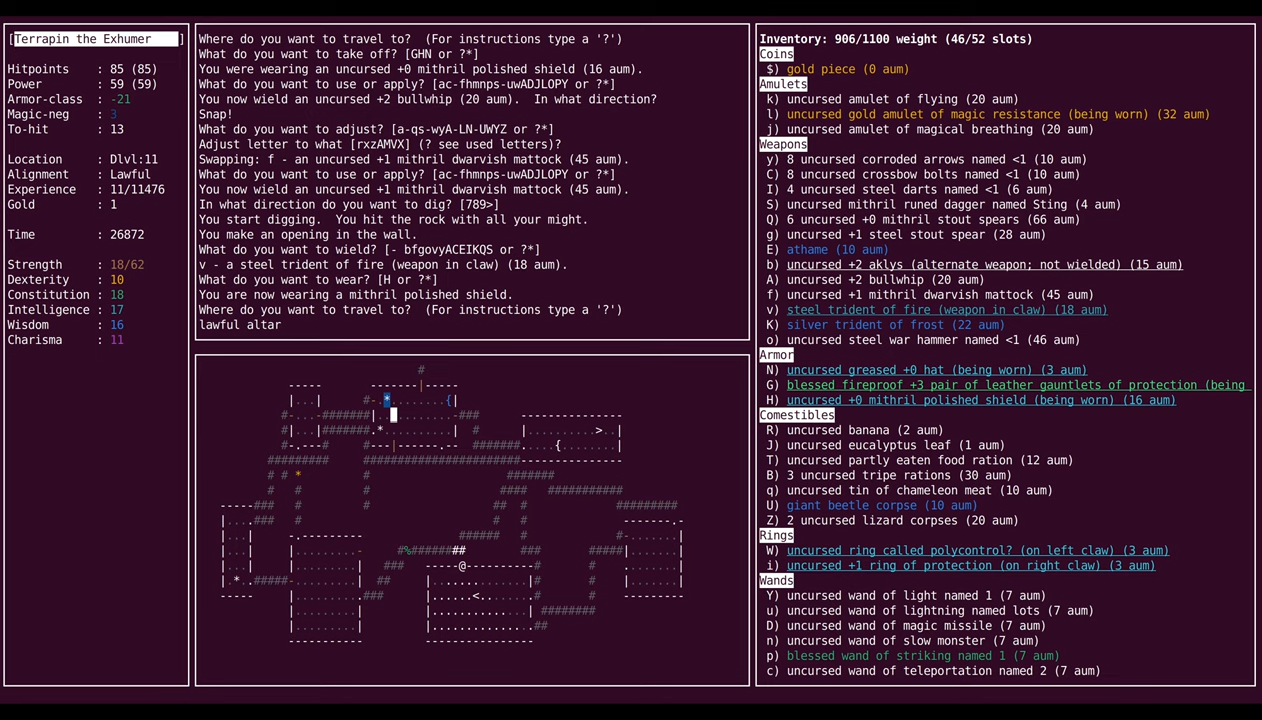 [Terrapin the Exhumer ]
Hitpoints : 85 (85)
Power : 59 (59)
Armor-class : -21
Magic-neg : 3
To-hit : 13
Location : Dlvl:11
Alignment : Lawful
Experience : 11/11476
Gold : 1
Time : 26872
Strength : 18/62
Dexterity : 10
Constitution : 18
Intelligence : 17
Wisdom : 16
Charisma : 11
Where do you want to travel to? (For instructions type a '?')
What do you want to take off? [GHN or ?*]
You were wearing an uncursed +0 mithril polished shield (16 aum).
What do you want to use or apply? [ac-fhmnps-uwADJLOPY or ?*]
You now wield an uncursed +2 bullwhip (20 aum). In what direction?
Snap!
What do you want to adjust? [a-qs-wyA-LN-UWYZ or ?*]
Adjust letter to what [rxzAMVX] (? see used letters)?
Swapping: f - an uncursed +1 mithril dwarvish mattock (45 aum).
What do you want to use or apply? [ac-fhmnps-uwADJLOPY or ?*]
You now wield an uncursed +1 mithril dwarvish mattock (45 aum).
In what direction do you want to dig? [789>]
You start digging. You hit the rock with all your might.
You make an opening in the wall.
What do you want to wield? [- bfgovyACEIKQS or ?*]
v - a steel trident of fire (weapon in claw) (18 aum).
What do you want to wear? [H or ?*]
You are now wearing a mithril polished shield.
Where do you want to travel to? (For instructions type a '?')
lawful altar
Inventory: 906/1100 weight (46/52 slots)
Coins
$) gold piece (0 aum)
Amulets
k) uncursed amulet of flying (20 aum)
l) uncursed gold amulet of magic resistance (being worn) (32 aum)
j) uncursed amulet of magical breathing (20 aum)
Weapons
y) 8 uncursed corroded arrows named <1 (10 aum)
C) 8 uncursed crossbow bolts named <1 (10 aum)
I) 4 uncursed steel darts named <1 (6 aum)
S) uncursed mithril runed dagger named Sting (4 aum)
Q) 6 uncursed +0 mithril stout spears (66 aum)
g) uncursed +1 steel stout spear (28 aum)
E) athame (10 aum)
b) uncursed +2 aklys (alternate weapon; not wielded) (15 aum)
A) uncursed +2 bullwhip (20 aum)
f) uncursed +1 mithril dwarvish mattock (45 aum)
v) steel trident of fire (weapon in claw) (18 aum)
K) silver trident of frost (22 aum)
o) uncursed steel war hammer named <1 (46 aum)
Armor
N) uncursed greased +0 hat (being worn) (3 aum)
G) blessed fireproof +3 pair of leather gauntlets of protection (being
H) uncursed +0 mithril polished shield (being worn) (16 aum)
Comestibles
R) uncursed banana (2 aum)
J) uncursed eucalyptus leaf (1 aum)
T) uncursed partly eaten food ration (12 aum)
B) 3 uncursed tripe rations (30 aum)
q) uncursed tin of chameleon meat (10 aum)
U) giant beetle corpse (10 aum)
Z) 2 uncursed lizard corpses (20 aum)
Rings
W) uncursed ring called polycontrol? (on left claw) (3 aum)
i) uncursed +1 ring of protection (on right claw) (3 aum)
Wands
Y) uncursed wand of light named 1 (7 aum)
u) uncursed wand of lightning named lots (7 aum)
D) uncursed wand of magic missile (7 aum)
n) uncursed wand of slow monster (7 aum)
p) blessed wand of striking named 1 (7 aum)
c) uncursed wand of teleportation named 2 (7 aum)